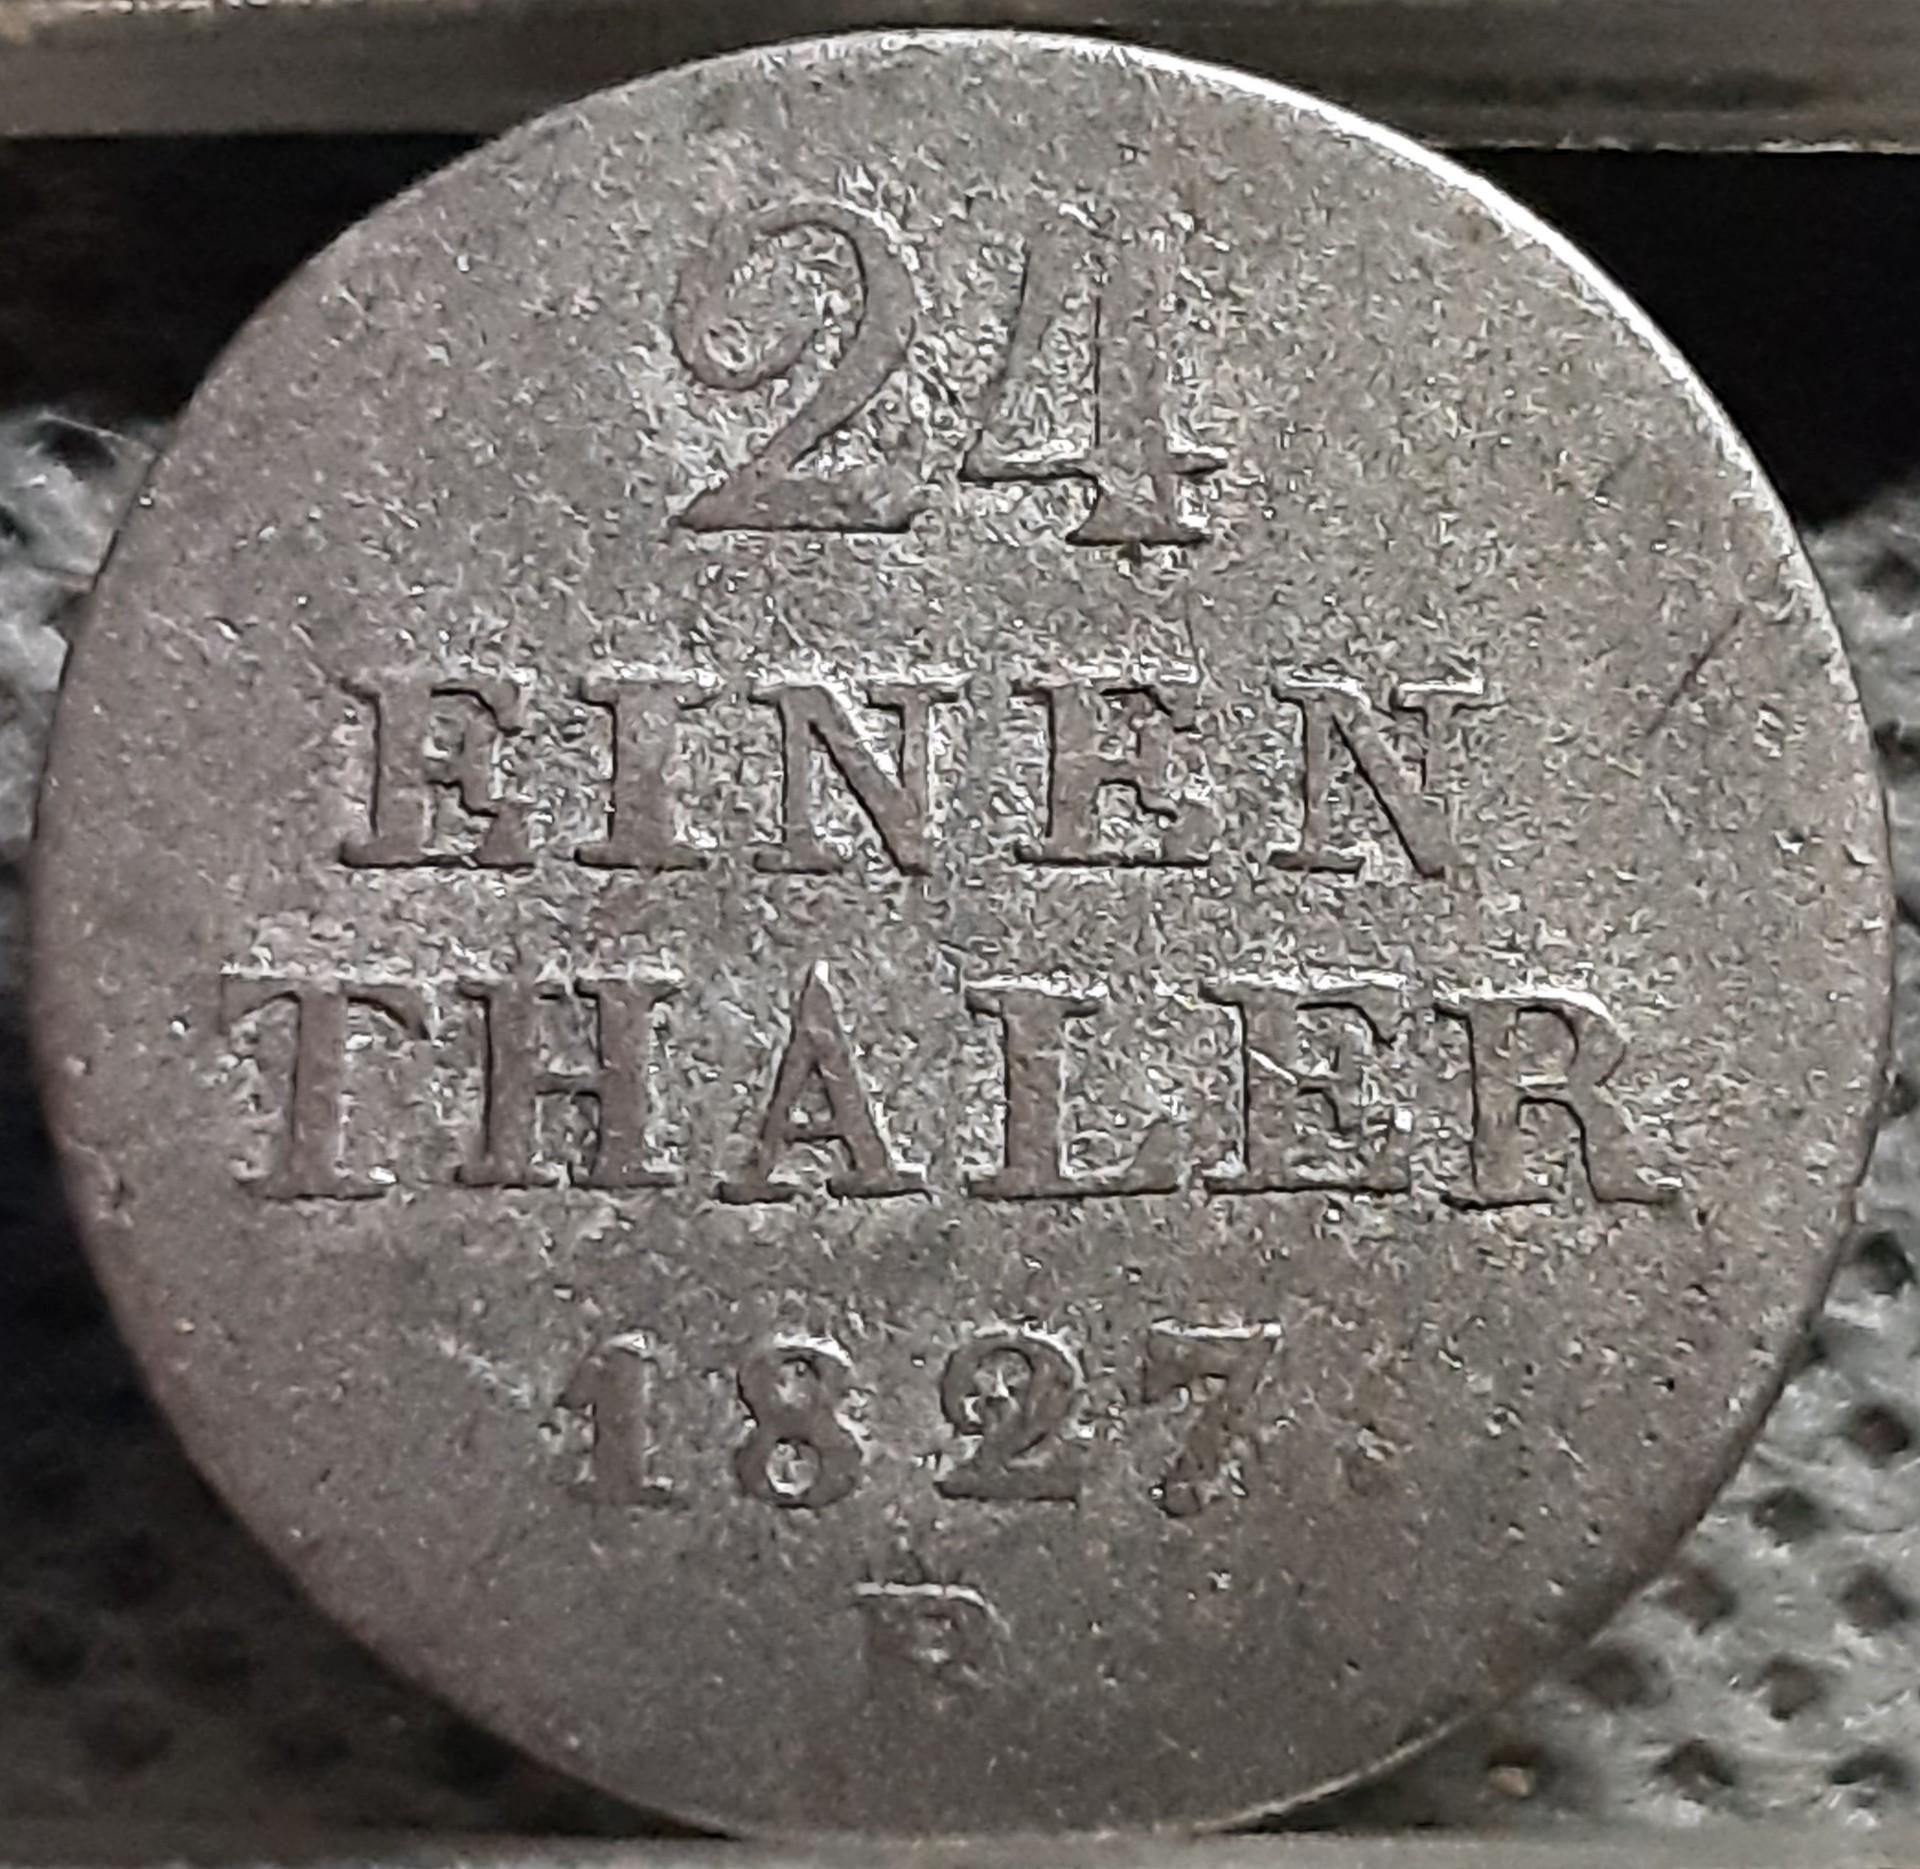 24
EINEN
THALER
1827